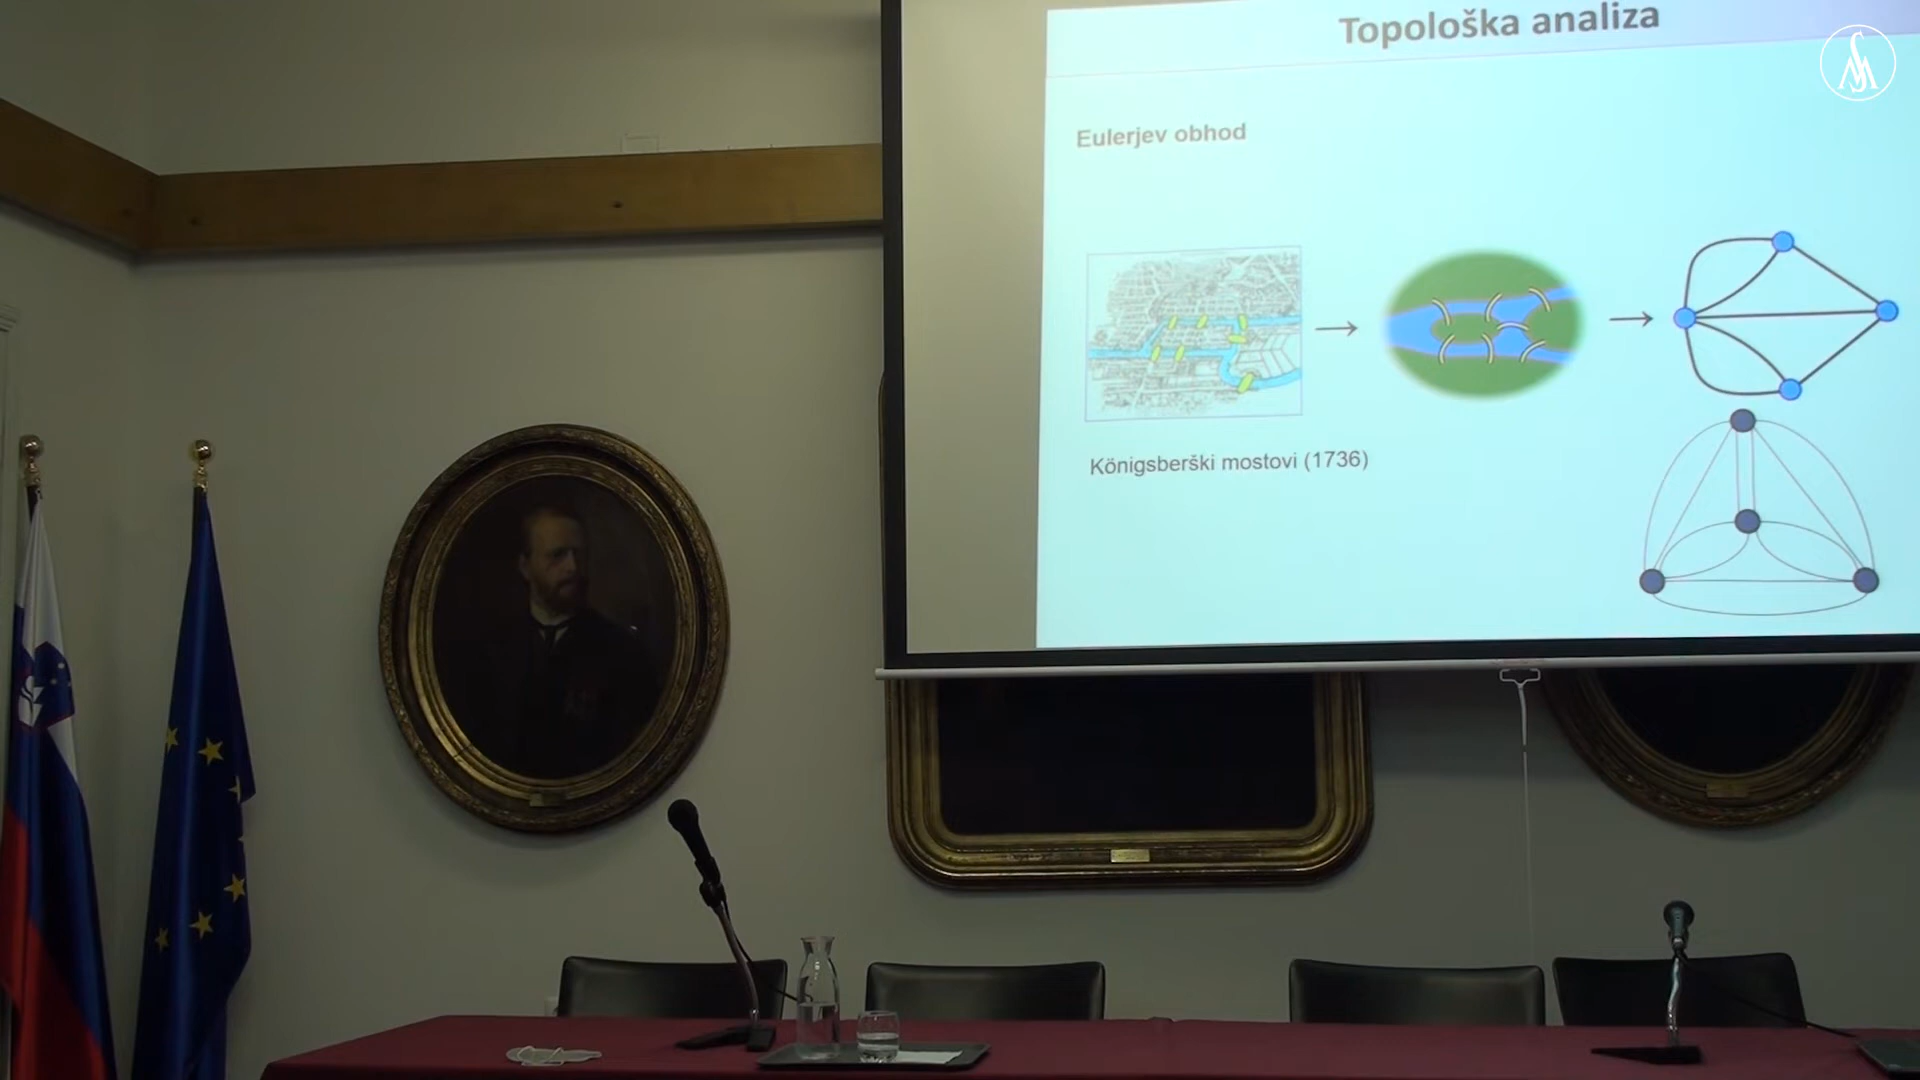 Topološka analiza
Eulerjev obhod
Königsberški mostovi (1736)